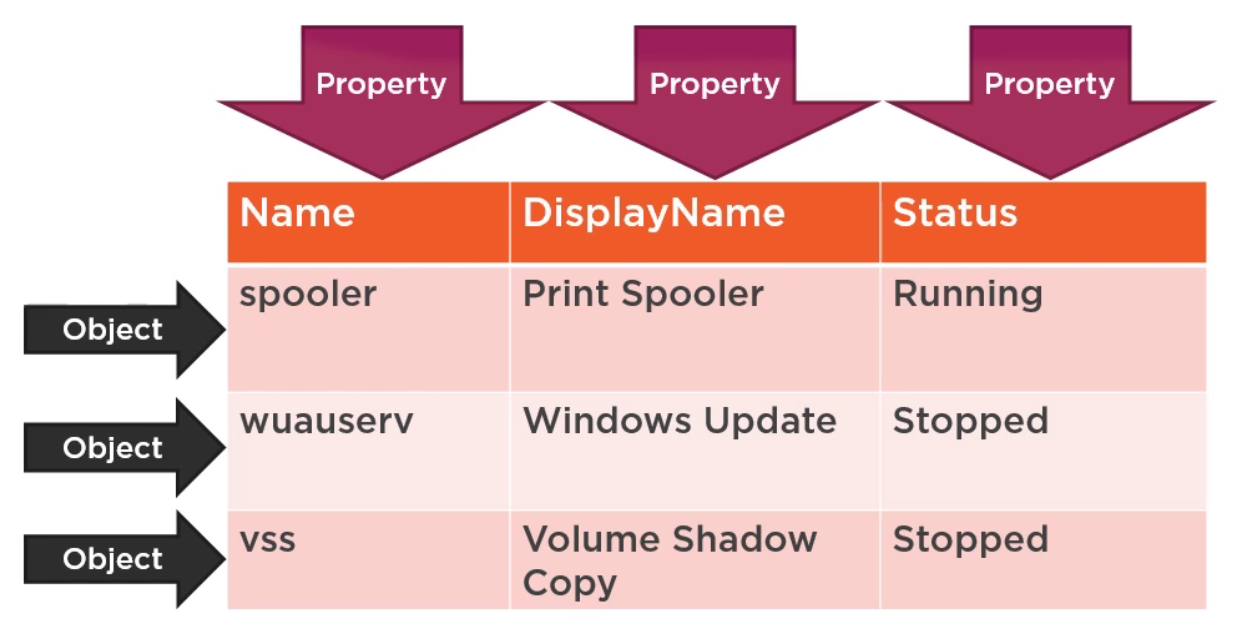 Property Property Property
Name DisplayName Status
Object spooler Print Spooler Running
Object wuauserv Windows Update Stopped
Object vss Volume Shadow Stopped
Copy